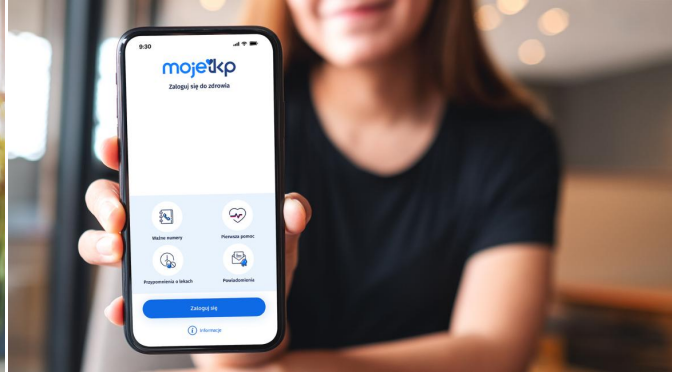 9:30
mojeikp
Zaloguj się do zdrowia
Ważne numery
Pierwsza pomoc
Przypomnienia o lekach
Powiadomienia
Zaloguj się
Informacje